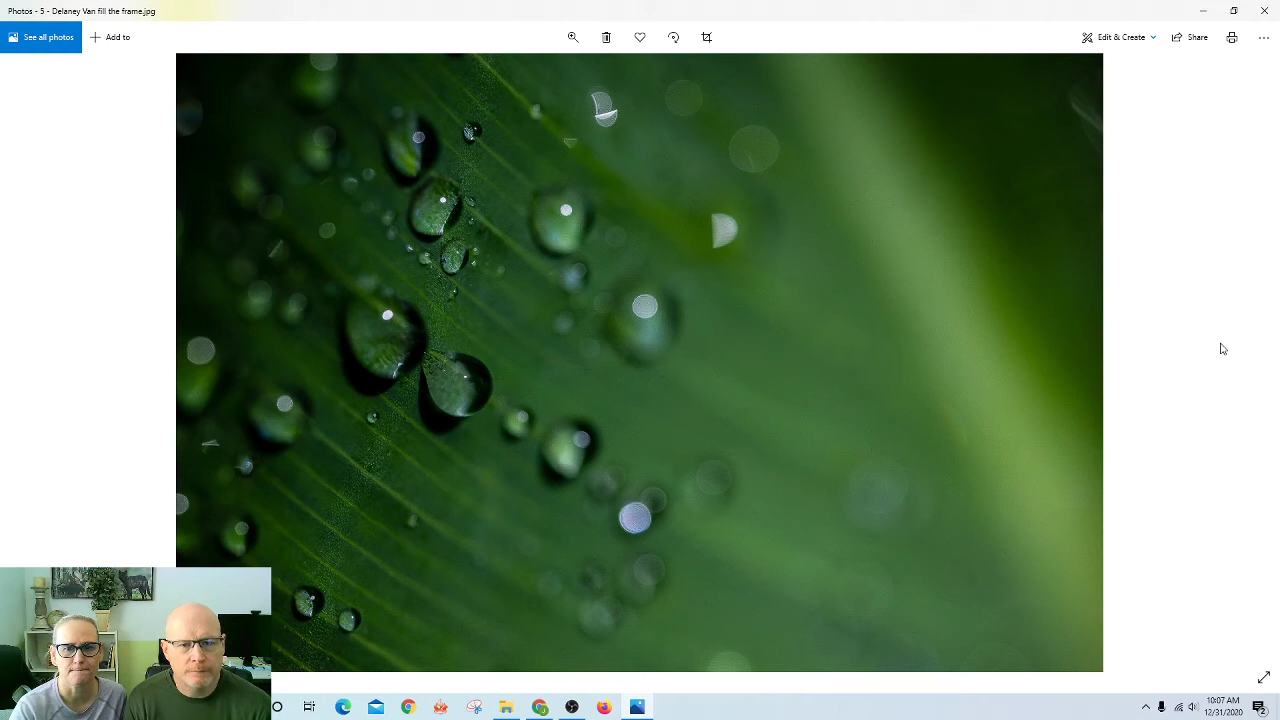 Photos - 5 - Delaney Van fill the frame.jpg
See all photos
Add to
Edit & Create
Share
10:07 AM
12/31/2020
2